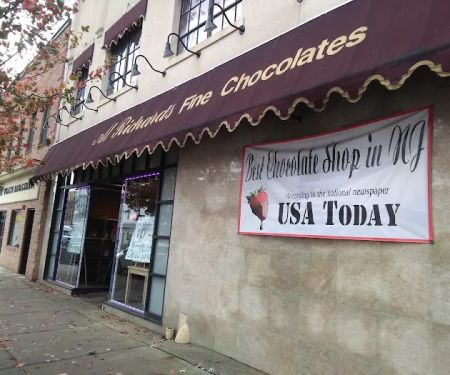 Al Richards Fine Chocolates
Best Chocolate Shop in NJ
According to the national newspaper
USA TODAY